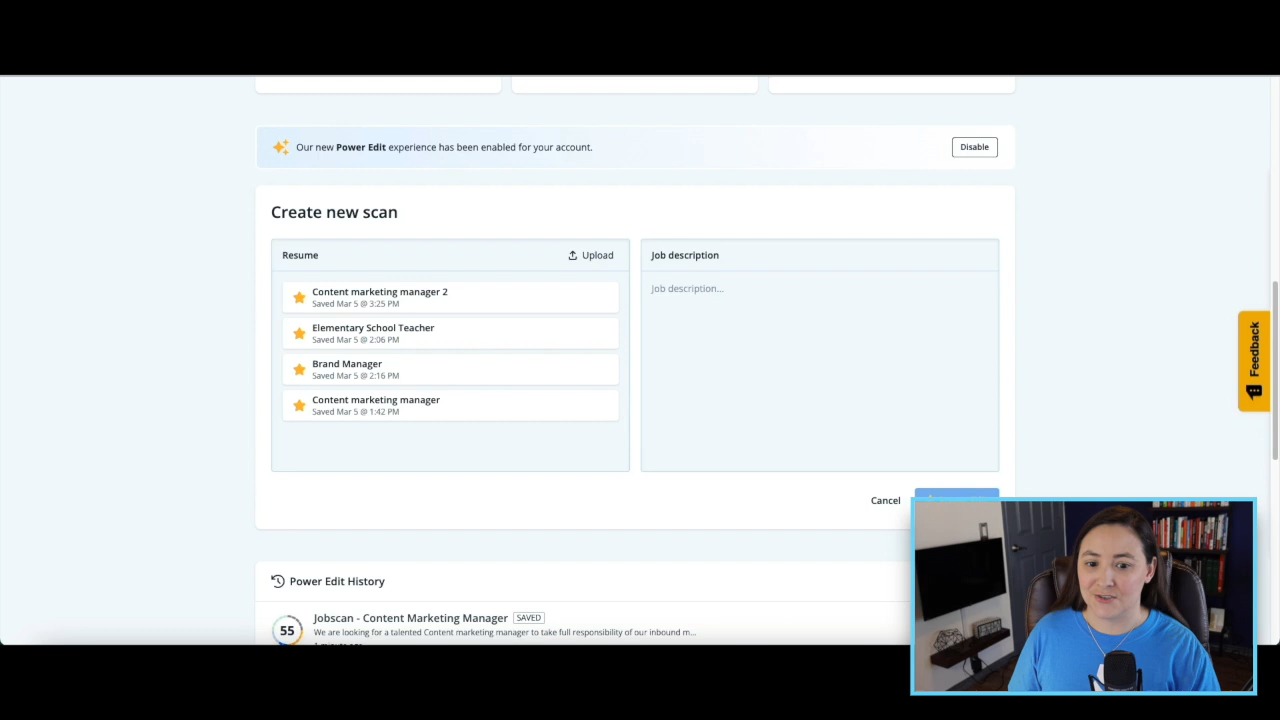 Our new Power Edit experience has been enabled for your account.
Disable
Create new scan
Resume
Upload
Content marketing manager 2
Saved Mar 5 @ 3:25 PM
Elementary School Teacher
Saved Mar 5 @ 2:06 PM
Brand Manager
Saved Mar 5 @ 2:16 PM
Content marketing manager
Saved Mar 5 @ 1:42 PM
Job description
Job description...
Cancel
Feedback
Power Edit History
55
Jobscan - Content Marketing Manager SAVED
We are looking for a talented Content marketing manager to take full responsibility of our inbound m...